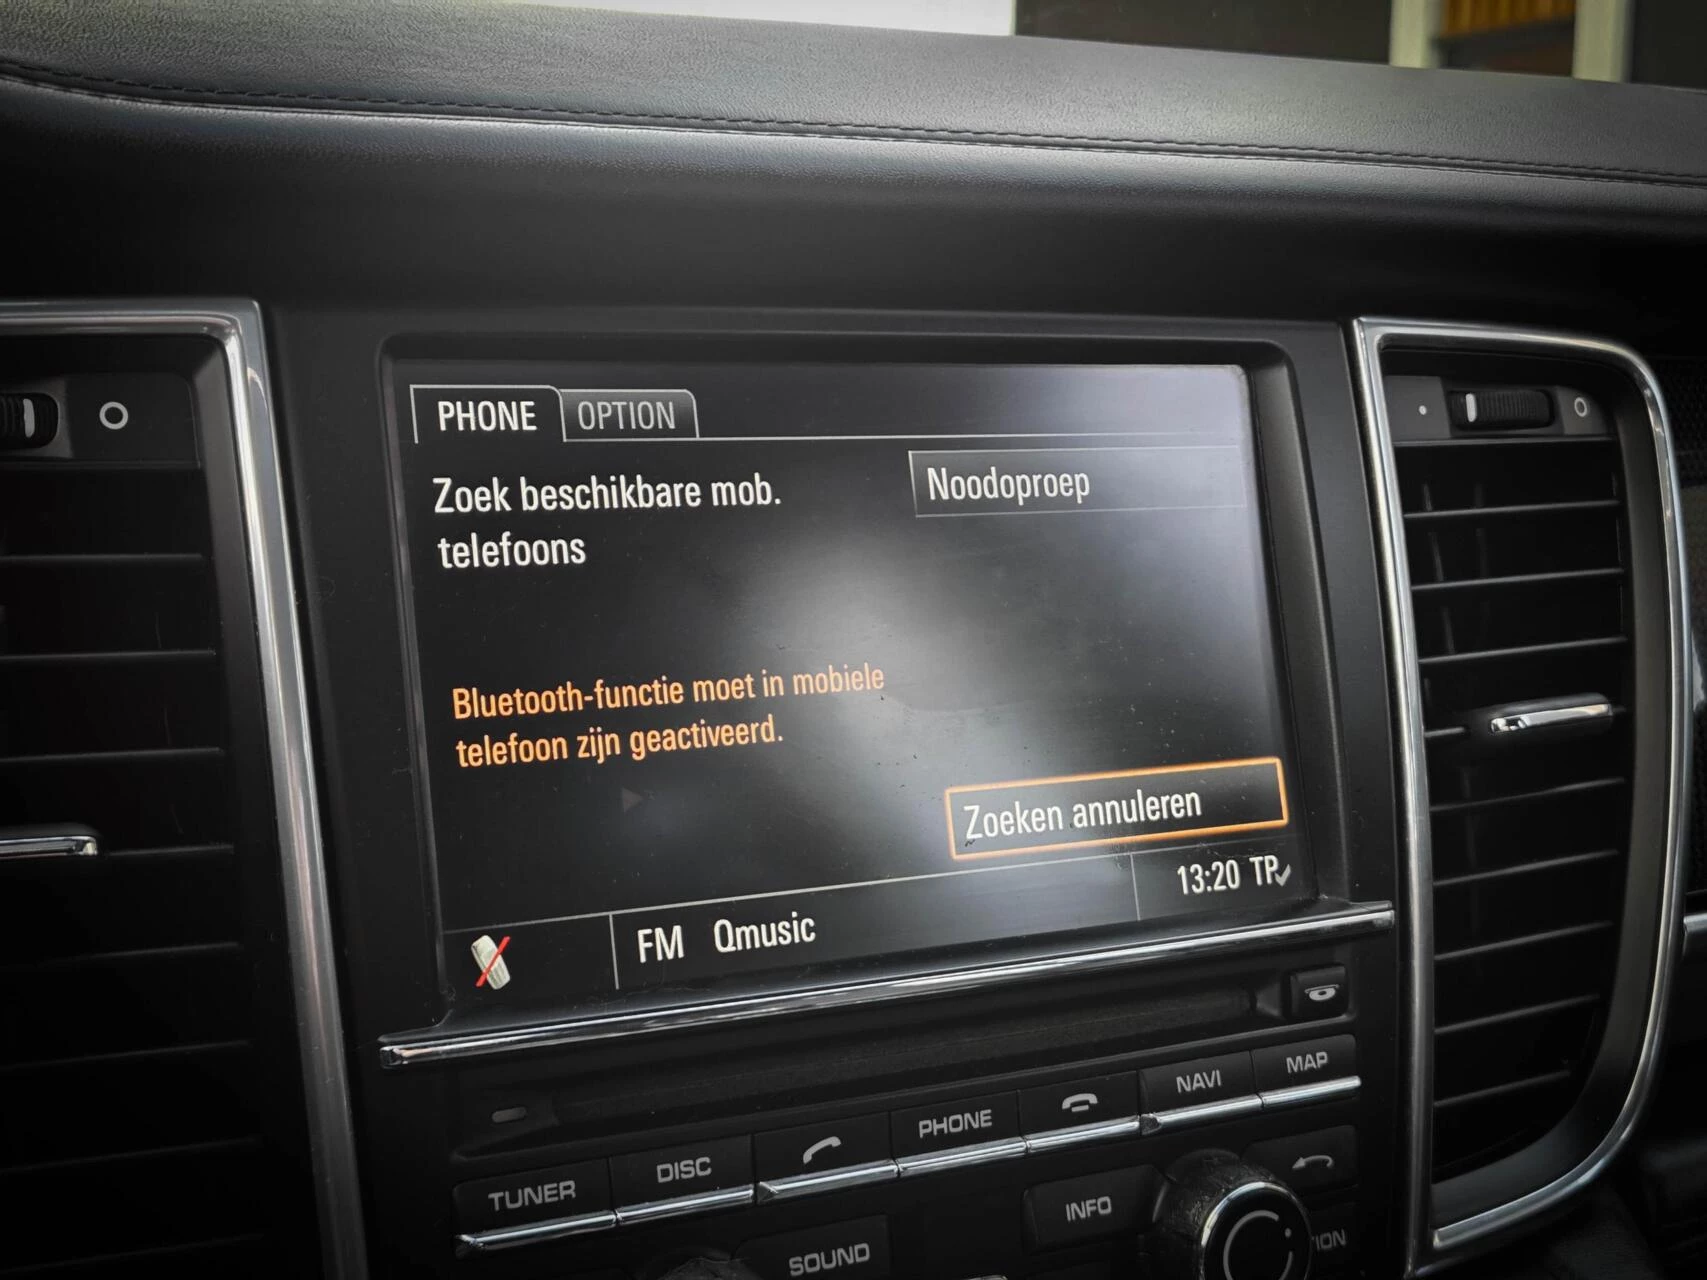 PHONE OPTION
Zoek beschikbare mob.
telefoons
Noodoproep
Bluetooth-functie moet in mobiele
telefoon zijn geactiveerd.
Zoeken annuleren
13:20 TP
FM Qmusic
TUNER DISC PHONE NAVI MAP
SOUND INFO